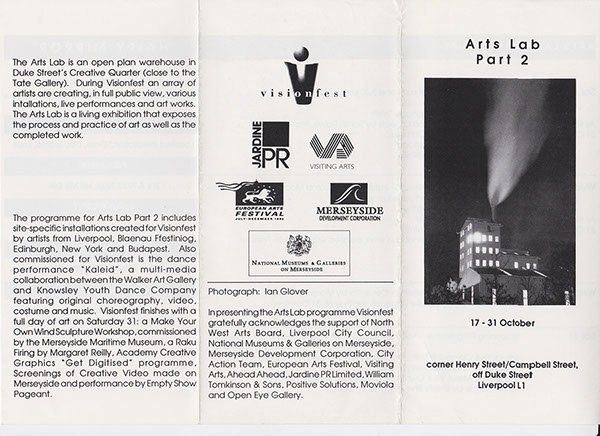 The Arts Lab is an open plan warehouse in
Duke Street's Creative Quarter (close to the
Tate Gallery). During Visionfest an array of
artists are creating, in full public view, various
intallations, live performances and art works.
The Arts Lab is a living exhibition that exposes
the process and practice of art as well as the
completed work.
The programme for Arts Lab Part 2 includes
site-specific installations created for Visionfest
by artists from Liverpool, Blaenau Ffestiniog,
Edinburgh, New York and Budapest. Also
commissioned for Visionfest is the dance
performance "Kaleid", a multi-media
collaboration between the Walker Art Gallery
and Knowsley Youth Dance Company
featuring original choreography, video,
costume and music. Visionfest finishes with a
full day of art on Saturday 31: a Make Your
Own Wind Sculpture Workshop, commissioned
by the Merseyside Maritime Museum, a Raku
Firing by Margaret Reilly, Academy Creative
Graphics "Get Digitised" programme,
Screenings of Creative Video made on
Merseyside and performance by Empty Show
Pageant.
visionfest
JARDINE
PR
VISITING ARTS
EUROPEAN ARTS
FESTIVAL
JULY-DECEMBER 1992
MERSEYSIDE
DEVELOPMENT CORPORATION
NATIONAL MUSEUMS & GALLERIES
ON MERSEYSIDE
Photograph: Ian Glover
In presenting the Arts Lab programme Visionfest
gratefully acknowledges the support of North
West Arts Board, Liverpool City Council,
National Museums & Galleries on Merseyside,
Merseyside Development Corporation, City
Action Team, European Arts Festival, Visiting
Arts, Ahead Ahead, Jardine PR Limited, William
Tomkinson & Sons, Positive Solutions, Moviola
and Open Eye Gallery.
Arts Lab
Part 2
17 - 31 October
corner Henry Street/Campbell Street,
off Duke Street
Liverpool L1